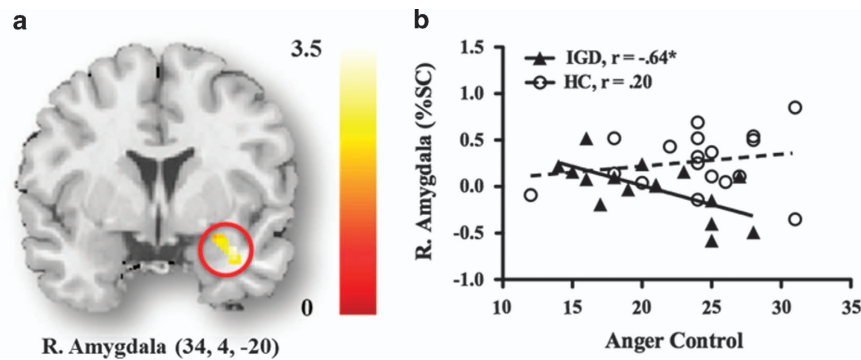 a
3.5
0
R. Amygdala (34, 4, -20)
b
R. Amygdala (%SC)
1.5
1.0
0.5
0.0
-0.5
-1.0
IGD, r = -.64*
HC, r = .20
10 15 20 25 30 35
Anger Control